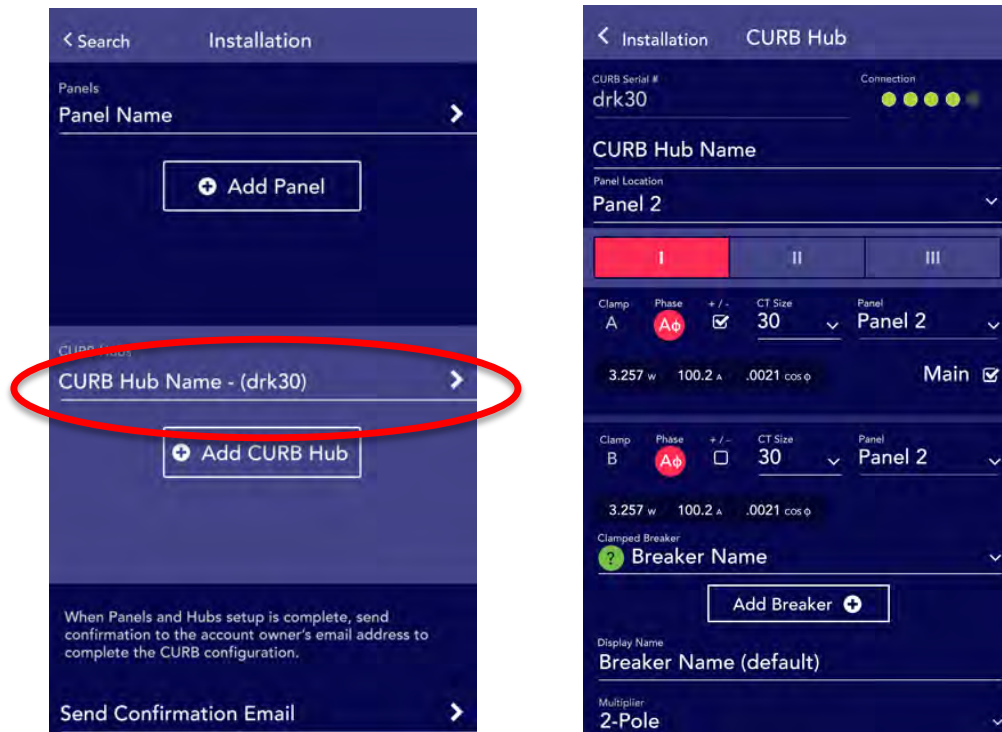 Search Installation
Panels
Panel Name
Add Panel
CURB Hubs
CURB Hub Name - (drk30)
Add CURB Hub
When Panels and Hubs setup is complete, send
confirmation to the account owner's email address to
complete the CURB configuration.
Send Confirmation Email
Installation CURB Hub
CURB Serial # Connection
drk30
CURB Hub Name
Panel Location
Panel 2
I II III
Clamp Phase + / - CT Size Panel
A Aϕ 30 Panel 2
3.257 w 100.2 A .0021 cos ϕ Main
Clamp Phase + / - CT Size Panel
B Aϕ 30 Panel 2
3.257 w 100.2 A .0021 cos ϕ
Clamped Breaker
? Breaker Name
Add Breaker
Display Name
Breaker Name (default)
Multiplier
2-Pole